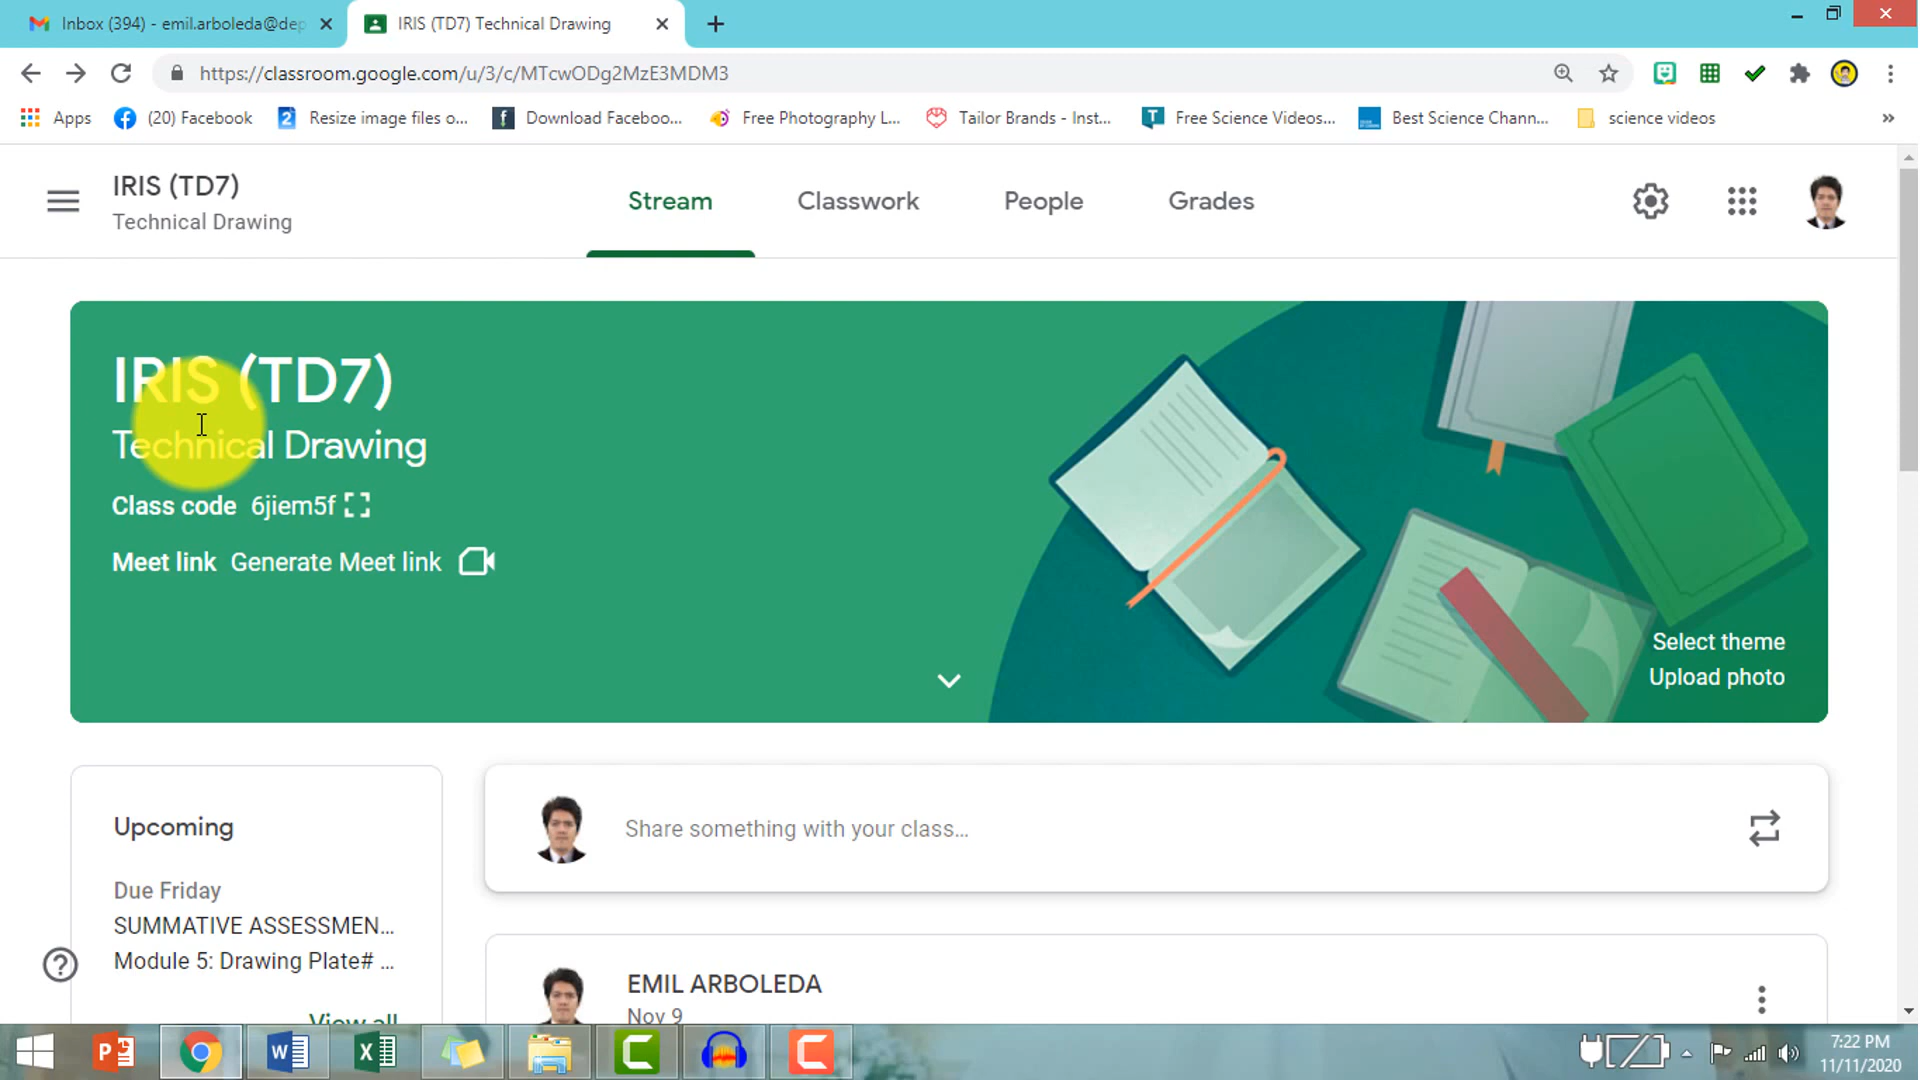 Inbox (394) - emil.arboleda@dep
IRIS (TD7) Technical Drawing
https://classroom.google.com/u/3/c/MTcwODg2MzE3MDM3
Apps
(20) Facebook
Resize image files o...
Download Faceboo...
Free Photography L...
Tailor Brands - Inst...
Free Science Videos...
Best Science Chann...
science videos
»
IRIS (TD7)
Technical Drawing
Stream
Classwork
People
Grades
IRIS (TD7)
Technical Drawing
Class code 6jiem5f
Meet link Generate Meet link
Select theme
Upload photo
Upcoming
Due Friday
SUMMATIVE ASSESSMEN...
Module 5: Drawing Plate# ...
View all
Share something with your class...
EMIL ARBOLEDA
Nov 9
7:22 PM
11/11/2020